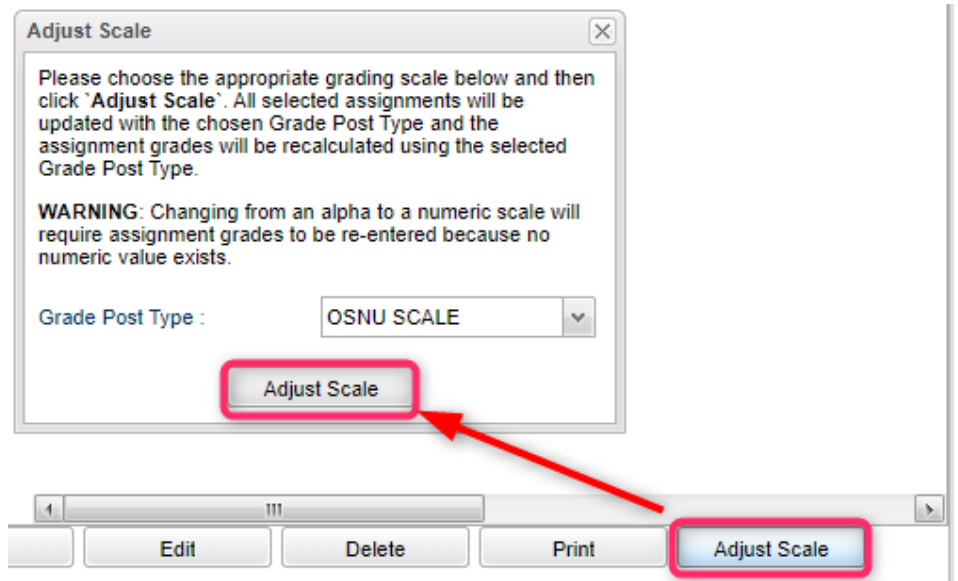 Adjust Scale
Please choose the appropriate grading scale below and then
click `Adjust Scale`. All selected assignments will be
updated with the chosen Grade Post Type and the
assignment grades will be recalculated using the selected
Grade Post Type.
WARNING: Changing from an alpha to a numeric scale will
require assignment grades to be re-entered because no
numeric value exists.
Grade Post Type : OSNU SCALE
Adjust Scale
Edit Delete Print Adjust Scale